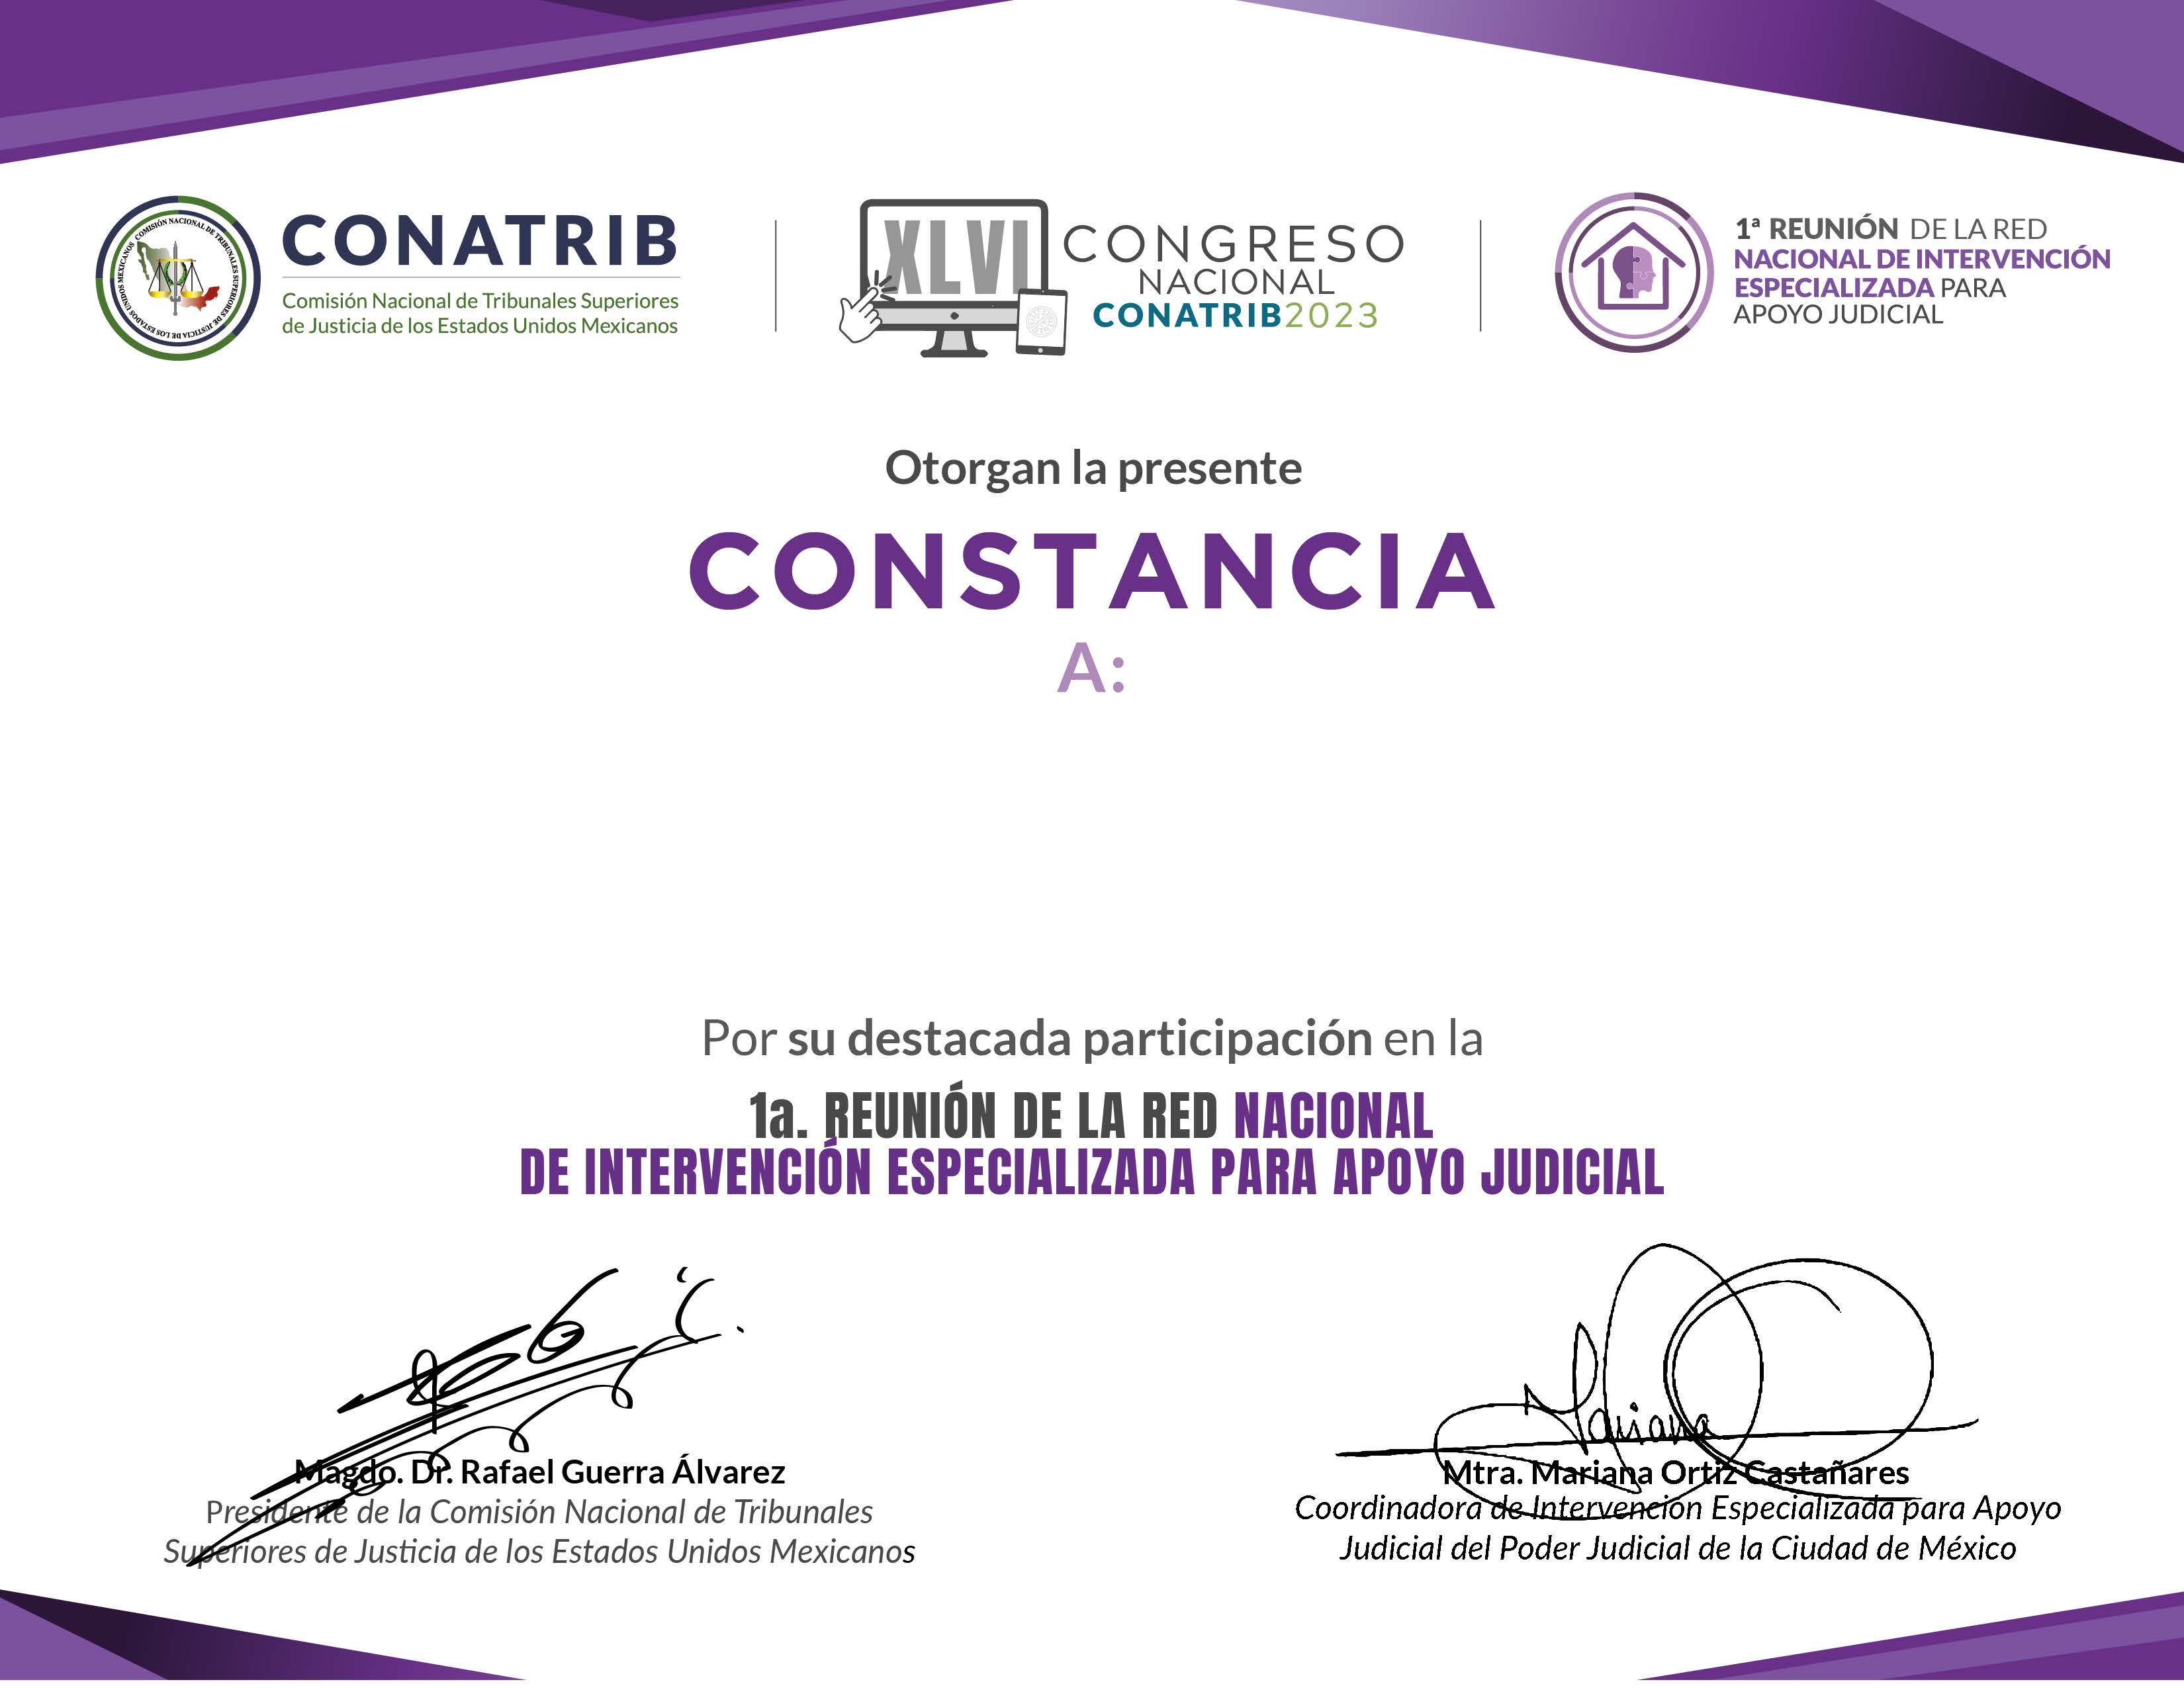 COMISIÓN NACIONAL DE TRIBUNALES SUPERIORES DE JUSTICIA DE LOS ESTADOS UNIDOS MEXICANOS
CONATRIB
Comisión Nacional de Tribunales Superiores
de Justicia de los Estados Unidos Mexicanos
XLVI
CONGRESO
NACIONAL
CONATRIB2023
1ª REUNIÓN DE LA RED
NACIONAL DE INTERVENCIÓN
ESPECIALIZADA PARA
APOYO JUDICIAL
Otorgan la presente
CONSTANCIA
A:
Por su destacada participación en la
1a. REUNIÓN DE LA RED NACIONAL
DE INTERVENCIÓN ESPECIALIZADA PARA APOYO JUDICIAL
Mariana
Magdo. Dr. Rafael Guerra Álvarez
Presidente de la Comisión Nacional de Tribunales
Superiores de Justicia de los Estados Unidos Mexicanos
Mtra. Mariana Ortiz Castañares
Coordinadora de Intervención Especializada para Apoyo
Judicial del Poder Judicial de la Ciudad de México